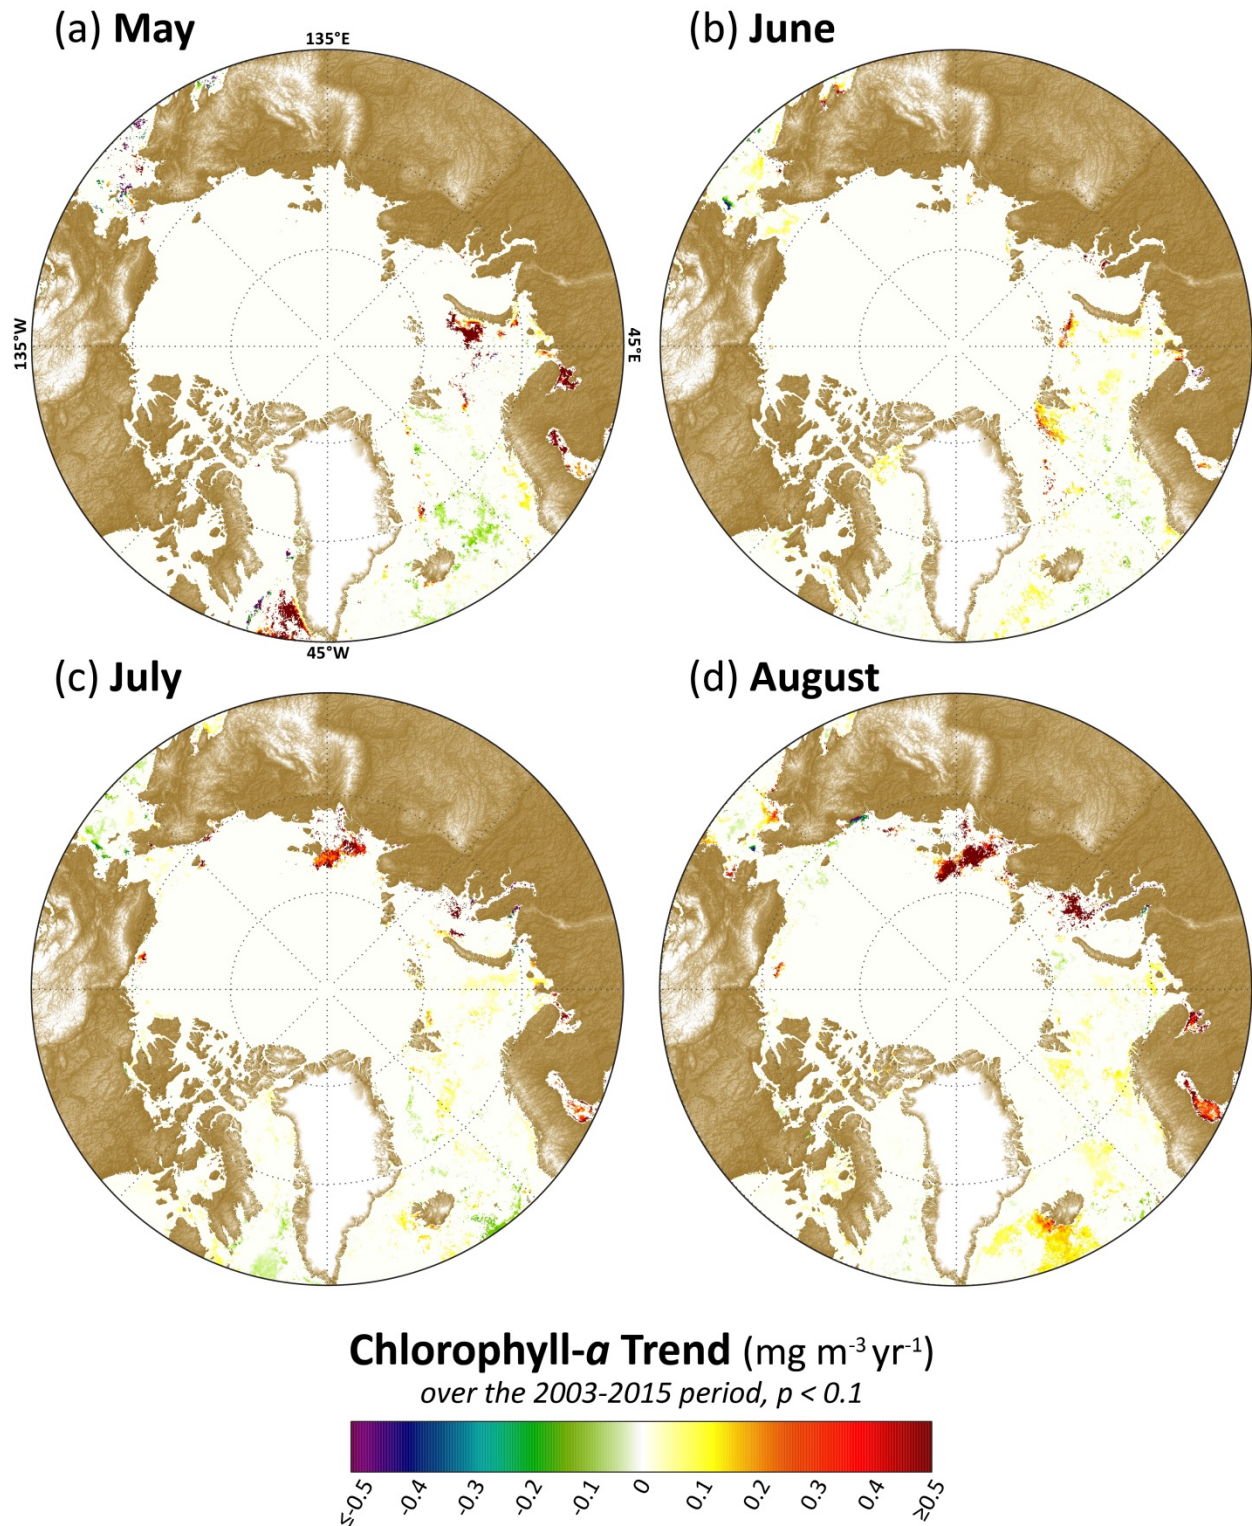 (a) May
(b) June
135°E
135°W
45°E
45°W
(c) July
(d) August
Chlorophyll-a Trend (mg m⁻³ yr⁻¹)
over the 2003-2015 period, p < 0.1
≤-0.5 -0.4 -0.3 -0.2 -0.1 0 0.1 0.2 0.3 0.4 ≥0.5